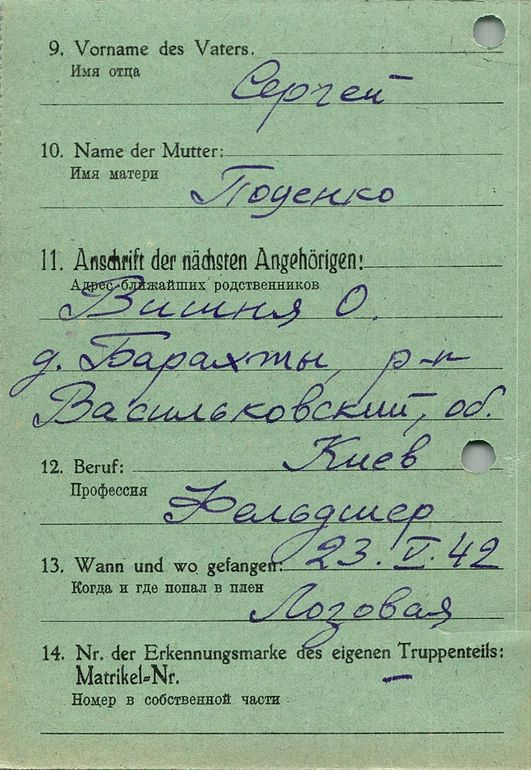 9. Vorname des Vaters.
Имя отца
Сергей
10. Name der Mutter:
Имя матери
Поценко
11. Anschrift der nächsten Angehörigen:
Адрес ближайших родственников
Вишня О.
д. Барахты, р-н
Васильковский, об.
Киев
12. Beruf:
Профессия
Фельдшер
13. Wann und wo gefangen: 23. V. 42
Когда и где попал в плен
Лозовая
14. Nr. der Erkennungsmarke des eigenen Truppenteils:
Matrikel-Nr. –
Номер в собственной части